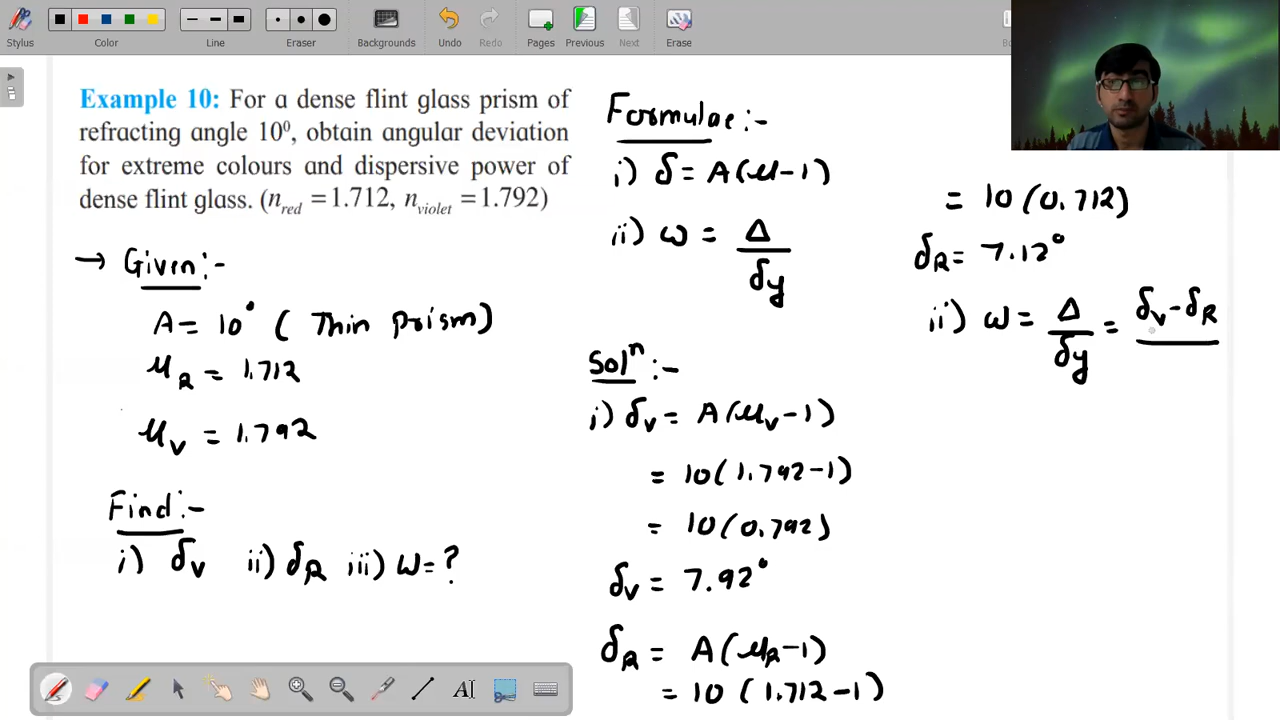 Stylus
Color
Line
Eraser
Backgrounds
Undo
Redo
Pages
Previous
Next
Erase
Example 10: For a dense flint glass prism of
refracting angle 10⁰, obtain angular deviation
for extreme colours and dispersive power of
dense flint glass. (n_red = 1.712, n_violet = 1.792)
→ Given:-
A = 10° ( Thin Prism)
μ_R = 1.712
μ_V = 1.792
Find:-
i) δ_V ii) δ_R iii) ω = ?
Formulae:-
i) δ = A(μ-1)
ii) ω = Δ / δy
Solⁿ:-
i) δ_V = A(μ_V - 1)
= 10(1.792-1)
= 10(0.792)
δ_V = 7.92°
δ_R = A(μ_R-1)
= 10 (1.712-1)
= 10(0.712)
δ_R = 7.12°
ii) ω = Δ / δy = δ_V - δ_R